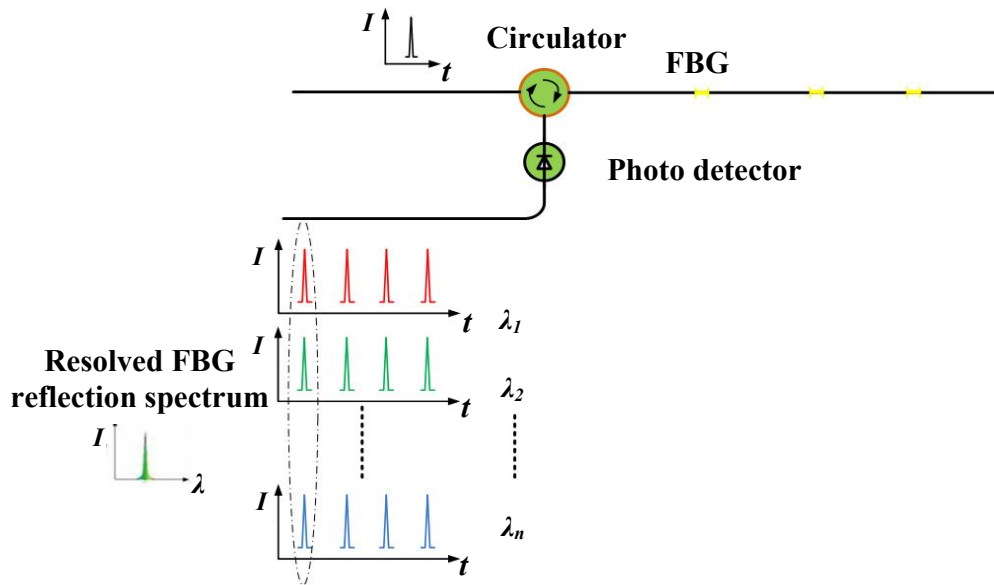 I
t
Circulator
FBG
Photo detector
I
t
λ1
I
t
λ2
Resolved FBG
reflection spectrum
I
λ
I
t
λn